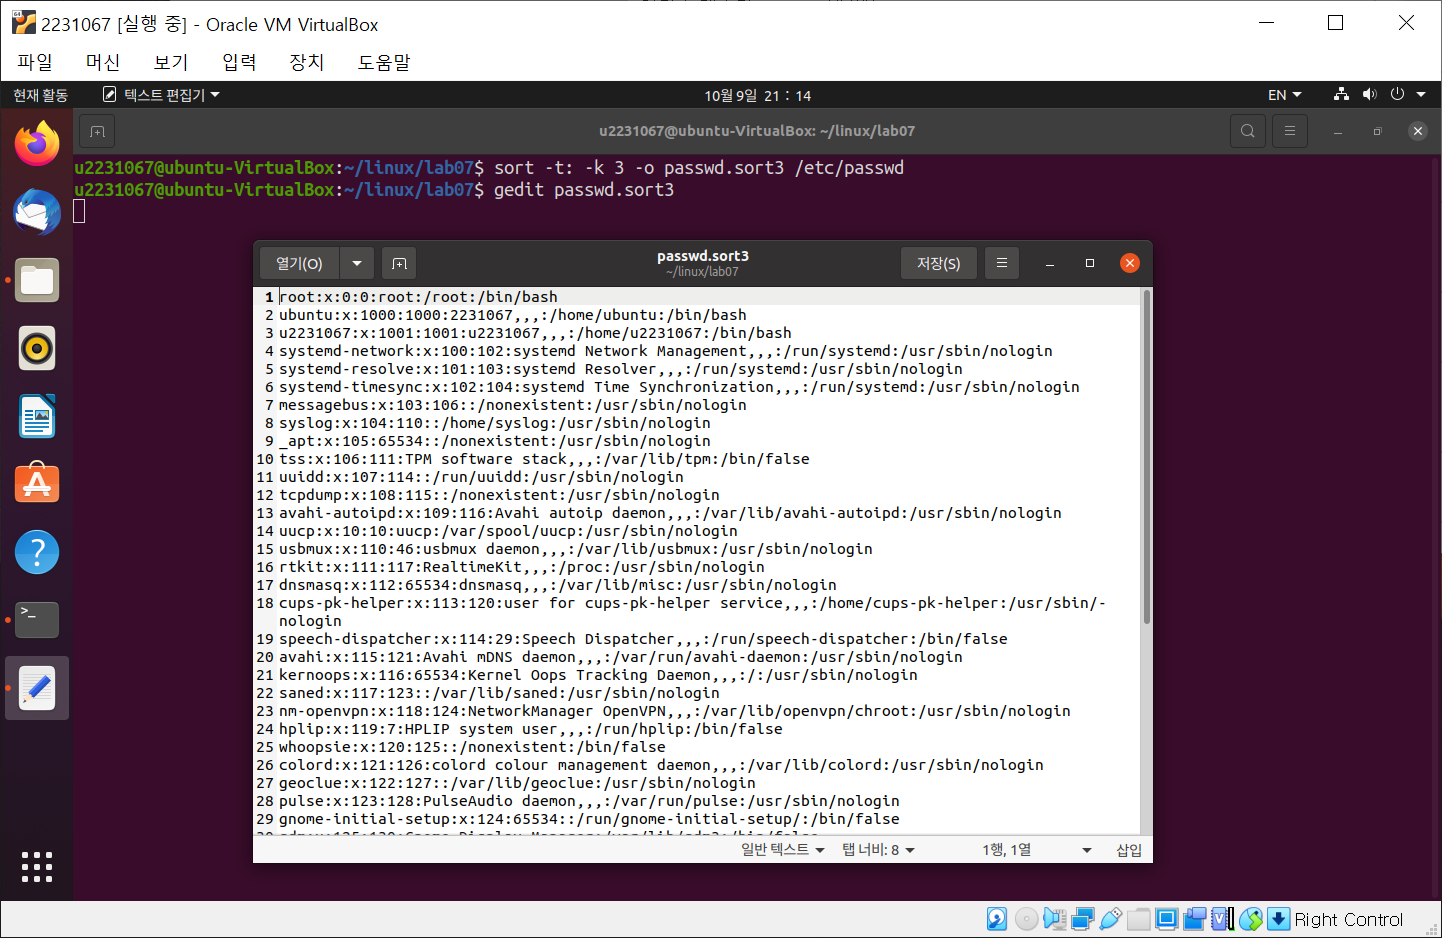 2231067 [실행 중] - Oracle VM VirtualBox
파일 머신 보기 입력 장치 도움말
현재 활동 텍스트 편집기 10월 9일 21 : 14 EN
u2231067@ubuntu-VirtualBox: ~/linux/lab07
u2231067@ubuntu-VirtualBox:~/linux/lab07$ sort -t: -k 3 -o passwd.sort3 /etc/passwd
u2231067@ubuntu-VirtualBox:~/linux/lab07$ gedit passwd.sort3
열기(O) passwd.sort3 저장(S)
~/linux/lab07
1 root:x:0:0:root:/root:/bin/bash
2 ubuntu:x:1000:1000:2231067,,,:/home/ubuntu:/bin/bash
3 u2231067:x:1001:1001:u2231067,,,:/home/u2231067:/bin/bash
4 systemd-network:x:100:102:systemd Network Management,,,:/run/systemd:/usr/sbin/nologin
5 systemd-resolve:x:101:103:systemd Resolver,,,:/run/systemd:/usr/sbin/nologin
6 systemd-timesync:x:102:104:systemd Time Synchronization,,,:/run/systemd:/usr/sbin/nologin
7 messagebus:x:103:106::/nonexistent:/usr/sbin/nologin
8 syslog:x:104:110::/home/syslog:/usr/sbin/nologin
9 _apt:x:105:65534::/nonexistent:/usr/sbin/nologin
10 tss:x:106:111:TPM software stack,,,:/var/lib/tpm:/bin/false
11 uuidd:x:107:114::/run/uuidd:/usr/sbin/nologin
12 tcpdump:x:108:115::/nonexistent:/usr/sbin/nologin
13 avahi-autoipd:x:109:116:Avahi autoip daemon,,,:/var/lib/avahi-autoipd:/usr/sbin/nologin
14 uucp:x:10:10:uucp:/var/spool/uucp:/usr/sbin/nologin
15 usbmux:x:110:46:usbmux daemon,,,:/var/lib/usbmux:/usr/sbin/nologin
16 rtkit:x:111:117:RealtimeKit,,,:/proc:/usr/sbin/nologin
17 dnsmasq:x:112:65534:dnsmasq,,,:/var/lib/misc:/usr/sbin/nologin
18 cups-pk-helper:x:113:120:user for cups-pk-helper service,,,:/home/cups-pk-helper:/usr/sbin/-
nologin
19 speech-dispatcher:x:114:29:Speech Dispatcher,,,:/run/speech-dispatcher:/bin/false
20 avahi:x:115:121:Avahi mDNS daemon,,,:/var/run/avahi-daemon:/usr/sbin/nologin
21 kernoops:x:116:65534:Kernel Oops Tracking Daemon,,,:/:/usr/sbin/nologin
22 saned:x:117:123::/var/lib/saned:/usr/sbin/nologin
23 nm-openvpn:x:118:124:NetworkManager OpenVPN,,,:/var/lib/openvpn/chroot:/usr/sbin/nologin
24 hplip:x:119:7:HPLIP system user,,,:/run/hplip:/bin/false
25 whoopsie:x:120:125::/nonexistent:/bin/false
26 colord:x:121:126:colord colour management daemon,,,:/var/lib/colord:/usr/sbin/nologin
27 geoclue:x:122:127::/var/lib/geoclue:/usr/sbin/nologin
28 pulse:x:123:128:PulseAudio daemon,,,:/var/run/pulse:/usr/sbin/nologin
29 gnome-initial-setup:x:124:65534::/run/gnome-initial-setup/:/bin/false
일반 텍스트 탭 너비: 8 1행, 1열 삽입
Right Control